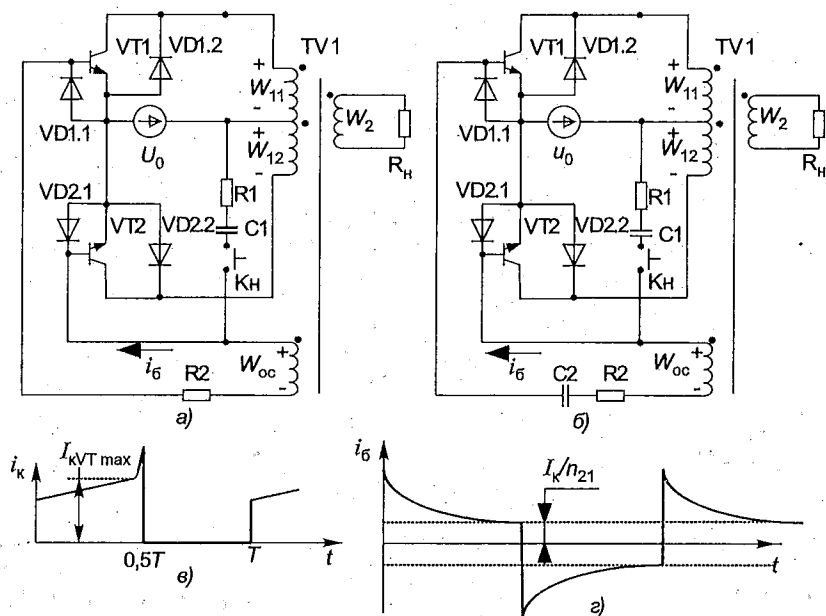 VT1 VD1.2 TV1
+ W11 -
VD1.1
U0
+ W12 -
W2
Rн
VD2.1
R1
VT2 VD2.2 C1
Kн
iб
+ Wос -
R2
а)
VT1 VD1.2 TV1
+ W11 -
VD1.1
u0
+ W12 -
W2
Rн
VD2.1
R1
VT2 VD2.2 C1
Kн
iб
+ Wос -
C2 R2
б)
iк
IкVT max
0,5T T t
в)
iб
Iк/n21
t
г)